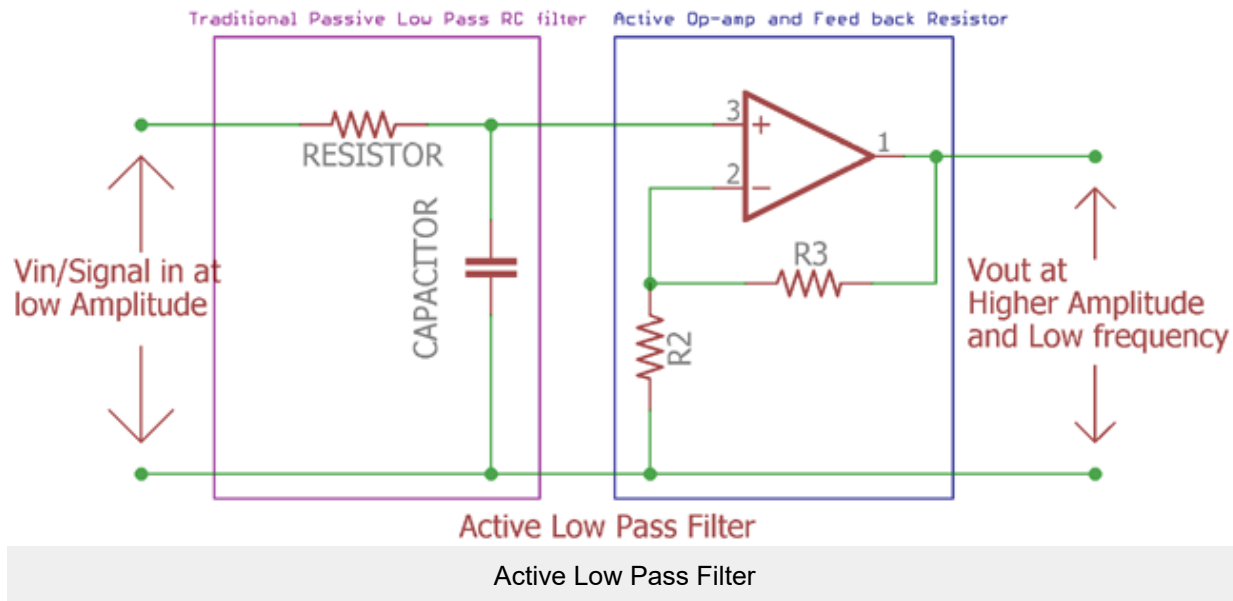 Traditional Passive Low Pass RC filter
Active Op-amp and Feed back Resistor
RESISTOR
CAPACITOR
3
+
2
−
1
R3
R2
Vin/Signal in at
low Amplitude
Vout at
Higher Amplitude
and Low frequency
Active Low Pass Filter
Active Low Pass Filter